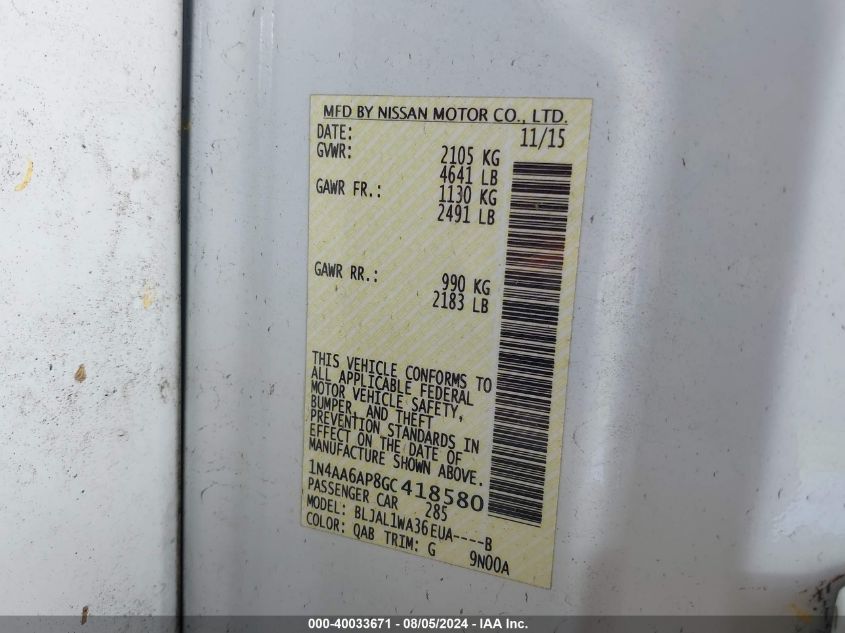 MFD BY NISSAN MOTOR CO., LTD.
DATE: 11/15
GVWR: 2105 KG
4641 LB
GAWR FR.: 1130 KG
2491 LB
GAWR RR.: 990 KG
2183 LB
THIS VEHICLE CONFORMS TO
ALL APPLICABLE FEDERAL
MOTOR VEHICLE SAFETY,
BUMPER, AND THEFT
PREVENTION STANDARDS IN
EFFECT ON THE DATE OF
MANUFACTURE SHOWN ABOVE.
1N4AA6AP8GC418580
PASSENGER CAR 285
MODEL: BLJAL1WA36EUA----B
COLOR: QAB TRIM: G 9N00A
000-40033671 - 08/05/2024 - IAA Inc.